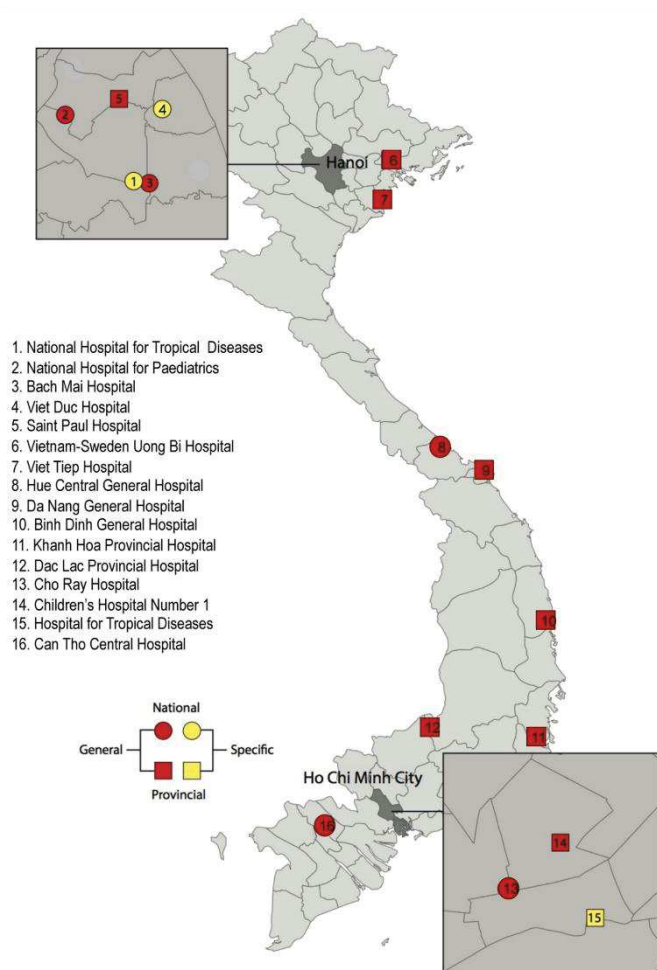 5
2
4
1
3
Hanoi
6
7
1. National Hospital for Tropical Diseases
2. National Hospital for Paediatrics
3. Bach Mai Hospital
4. Viet Duc Hospital
5. Saint Paul Hospital
6. Vietnam-Sweden Uong Bi Hospital
7. Viet Tiep Hospital
8. Hue Central General Hospital
9. Da Nang General Hospital
10. Binh Dinh General Hospital
11. Khanh Hoa Provincial Hospital
12. Dac Lac Provincial Hospital
13. Cho Ray Hospital
14. Children's Hospital Number 1
15. Hospital for Tropical Diseases
16. Can Tho Central Hospital
8
9
10
National
General
Specific
Provincial
12
11
Ho Chi Minh City
16
14
13
15